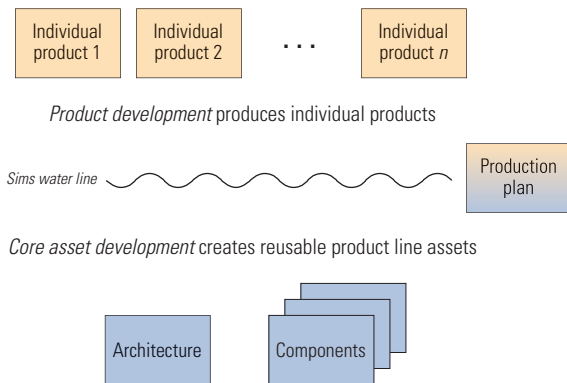 Individual
product 1
Individual
product 2
. . .
Individual
product n
Product development produces individual products
Sims water line
Production
plan
Core asset development creates reusable product line assets
Architecture
Components